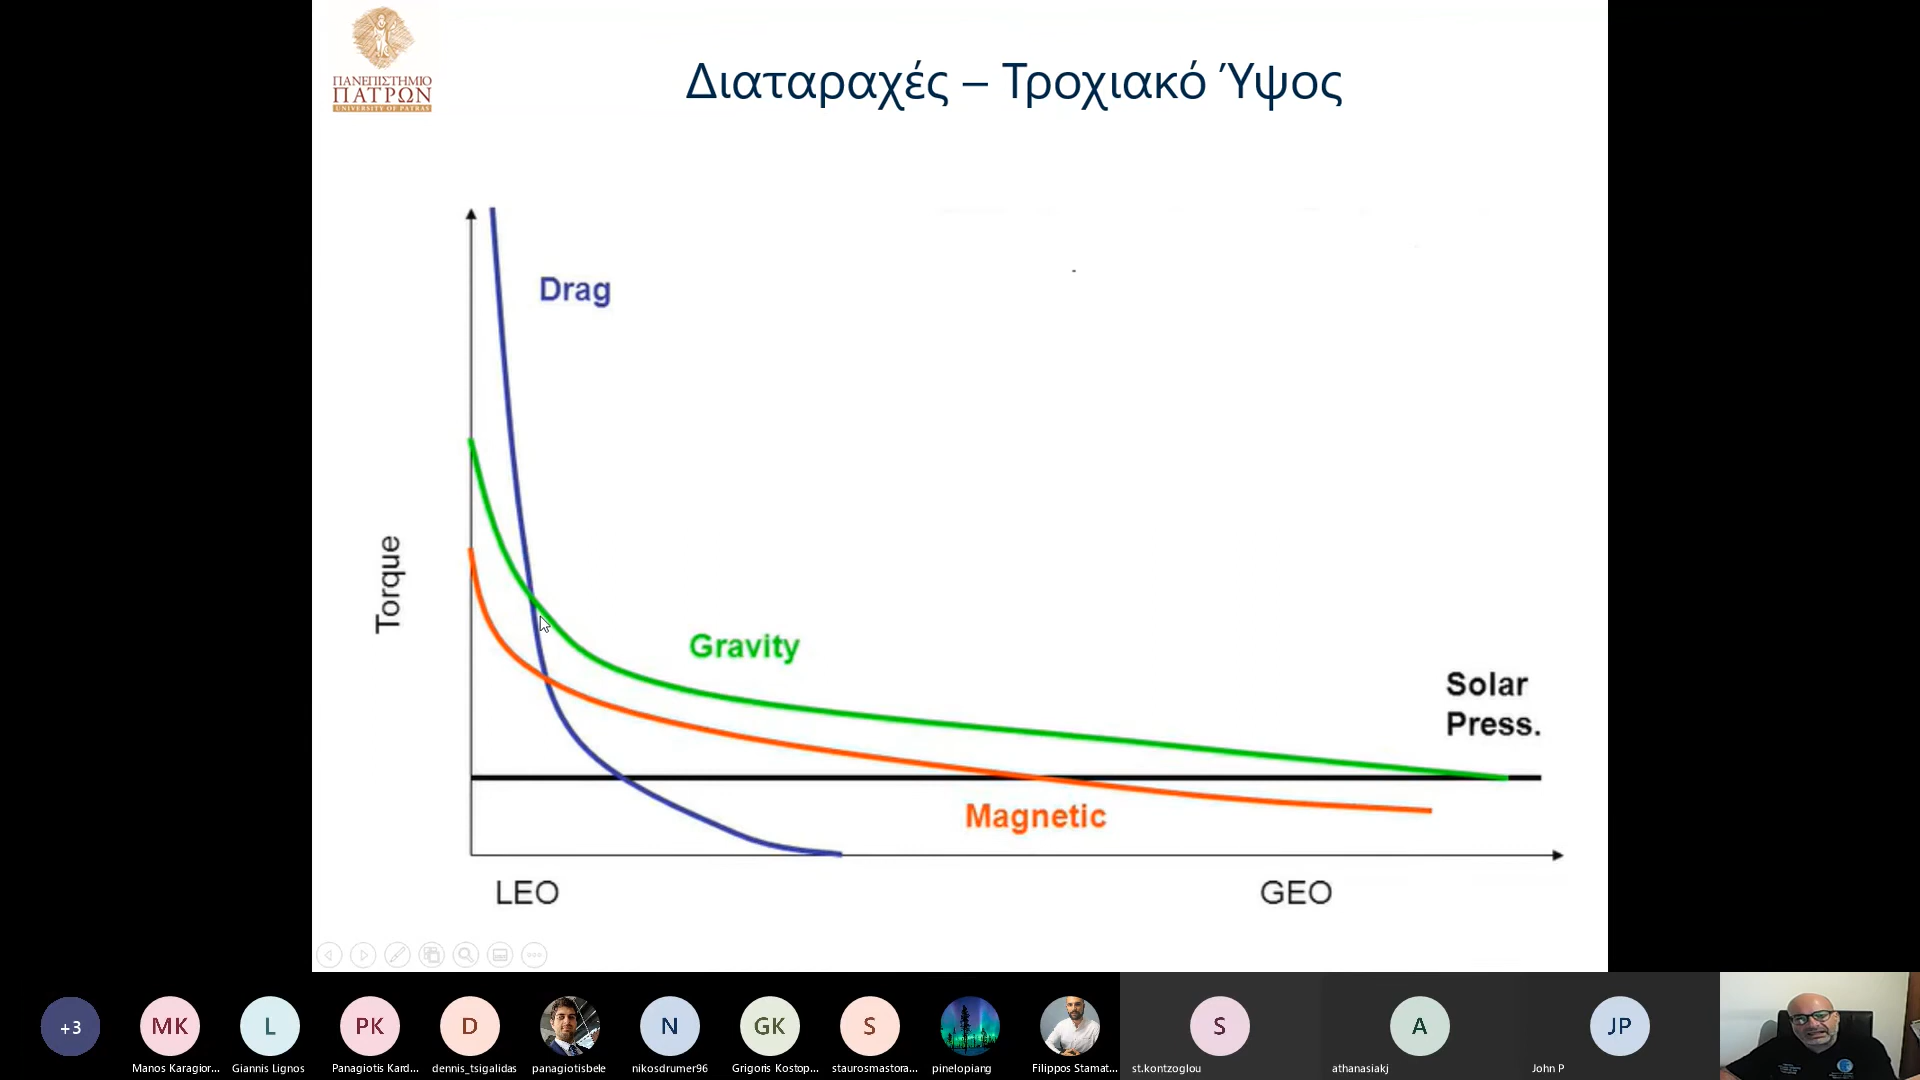 ΠΑΝΕΠΙΣΤΗΜΙΟ
ΠΑΤΡΩΝ
UNIVERSITY OF PATRAS
Διαταραχές – Τροχιακό Ύψος
Drag
Torque
Gravity
Solar
Press.
Magnetic
LEO
GEO
+3
MK
L
PK
D
N
GK
S
S
A
JP
Manos Karagior...
Giannis Lignos
Panagiotis Kard...
dennis_tsigalidas
panagiotisbele
nikosdrumer96
Grigoris Kostop...
staurosmastora...
pinelopiang
Filippos Stamat...
st.kontzoglou
athanasiakj
John P